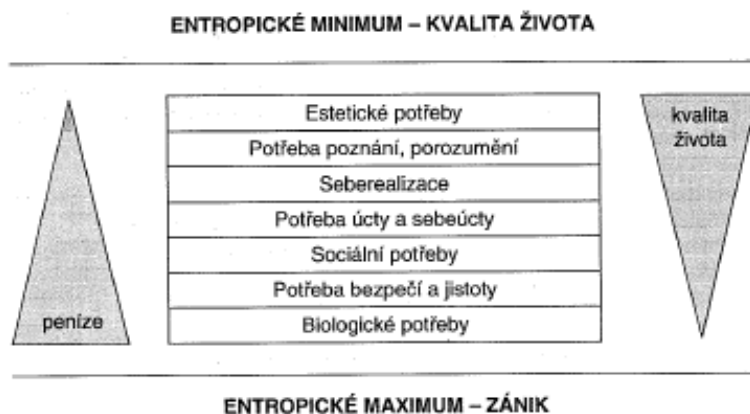 ENTROPICKÉ MINIMUM – KVALITA ŽIVOTA
Estetické potřeby
Potřeba poznání, porozumění
Seberealizace
Potřeba úcty a sebeúcty
Sociální potřeby
Potřeba bezpečí a jistoty
Biologické potřeby
peníze
kvalita
života
ENTROPICKÉ MAXIMUM – ZÁNIK